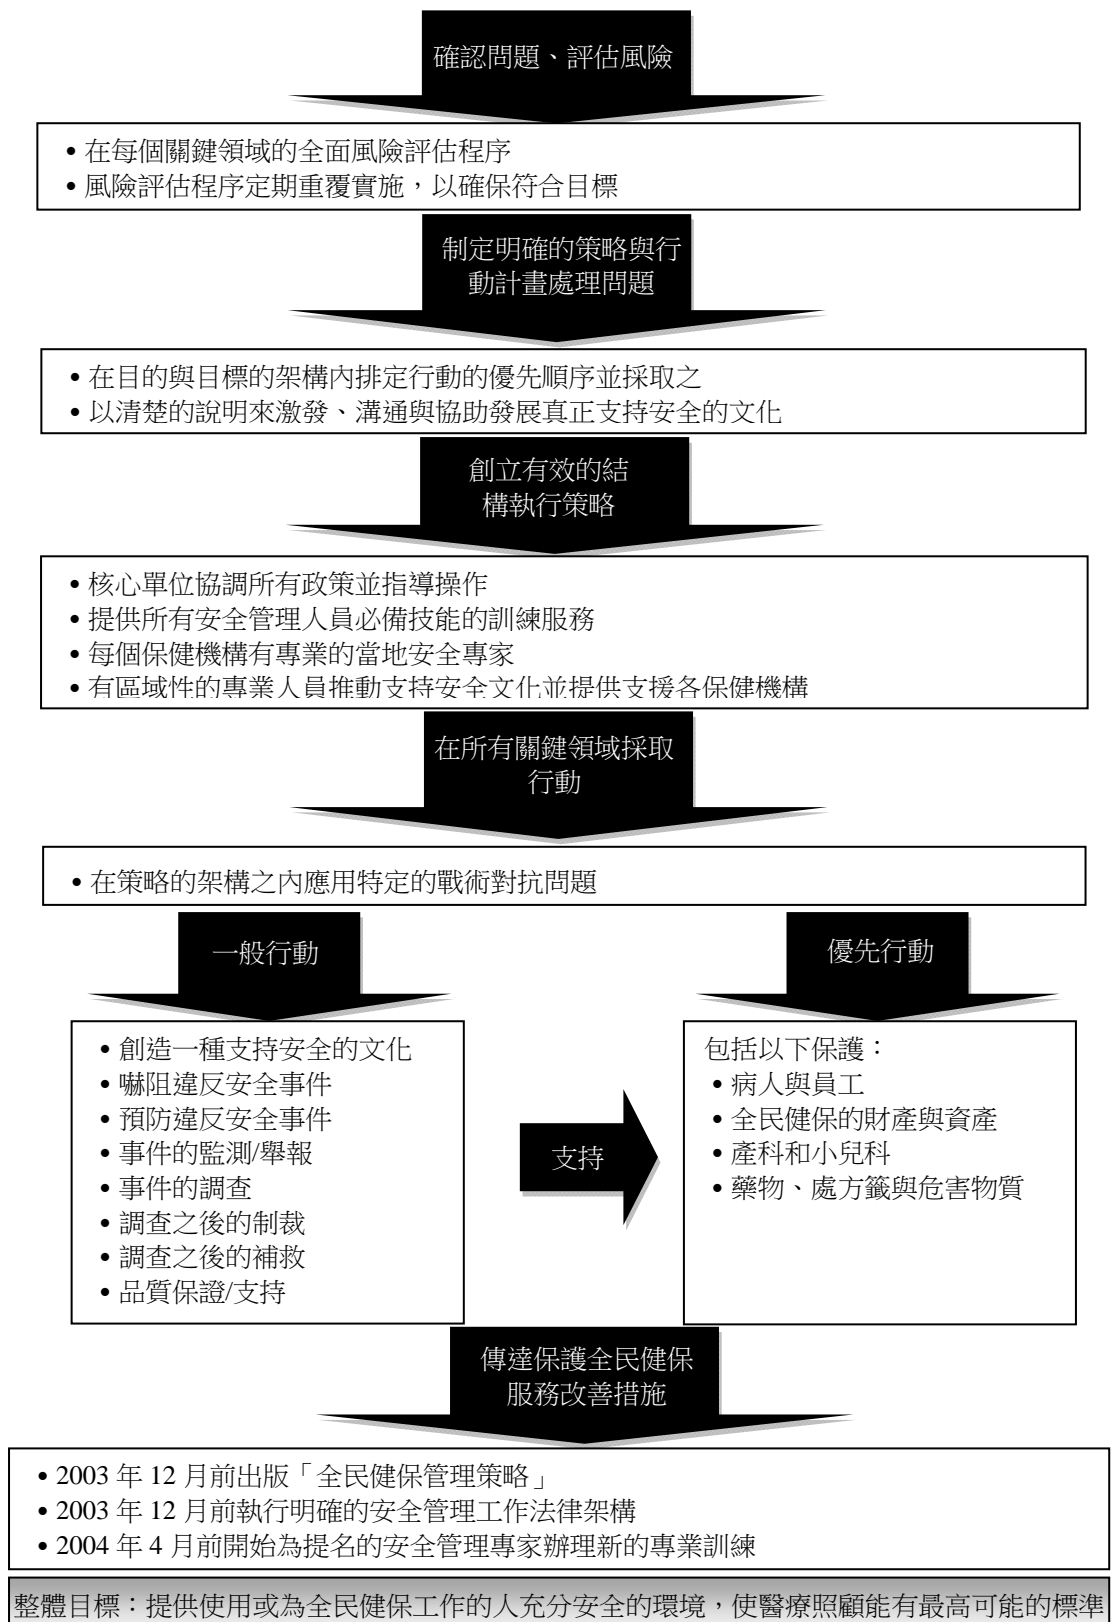 確認問題、評估風險
•在每個關鍵領域的全面風險評估程序
•風險評估程序定期重覆實施，以確保符合目標
制定明確的策略與行
動計畫處理問題
•在目的與目標的架構內排定行動的優先順序並採取之
•以清楚的說明來激發、溝通與協助發展真正支持安全的文化
創立有效的結
構執行策略
•核心單位協調所有政策並指導操作
•提供所有安全管理人員必備技能的訓練服務
•每個保健機構有專業的當地安全專家
•有區域性的專業人員推動支持安全文化並提供支援各保健機構
在所有關鍵領域採取
行動
•在策略的架構之內應用特定的戰術對抗問題
一般行動
•創造一種支持安全的文化
•嚇阻違反安全事件
•預防違反安全事件
•事件的監測/舉報
•事件的調查
•調查之後的制裁
•調查之後的補救
•品質保證/支持
支持
優先行動
包括以下保護：
•病人與員工
•全民健保的財產與資產
•產科和小兒科
•藥物、處方籤與危害物質
傳達保護全民健保
服務改善措施
•2003 年 12 月前出版「全民健保管理策略」
•2003 年 12 月前執行明確的安全管理工作法律架構
•2004 年 4 月前開始為提名的安全管理專家辦理新的專業訓練
整體目標：提供使用或為全民健保工作的人充分安全的環境，使醫療照顧能有最高可能的標準